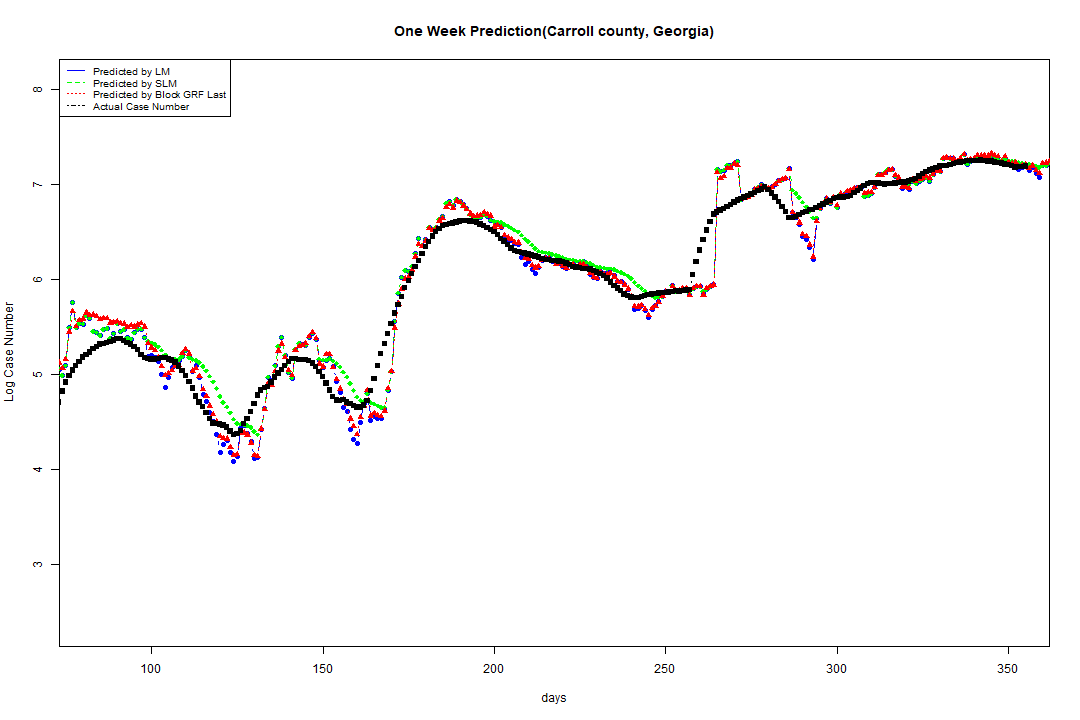 One Week Prediction(Carroll county, Georgia)
Predicted by LM
Predicted by SLM
Predicted by Block GRF Last
Actual Case Number
Log Case Number
8
7
6
5
4
3
100 150 200 250 300 350
days